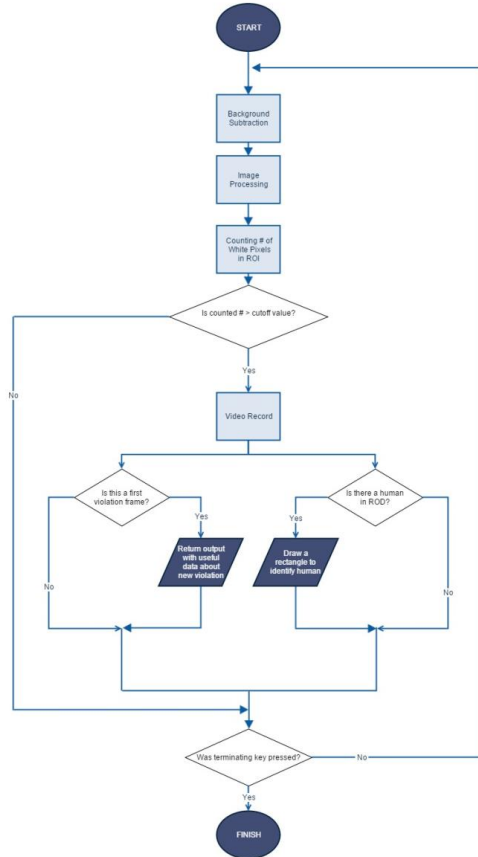 START
Background
Subtraction
Image
Processing
Counting # of
White Pixels
in ROI
Is counted # > cutoff value?
No
Yes
Video Record
Is this a first
violation frame?
Is there a human
in ROD?
Yes
Yes
Return output
with useful
data about
new violation
Draw a
rectangle to
identify human
No
No
Was terminating key pressed?
No
Yes
FINISH